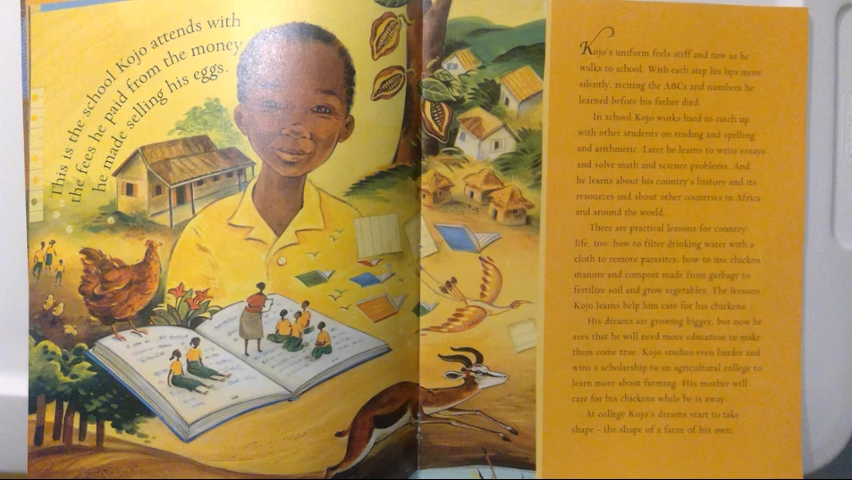 This is the school Kojo attends with
the fees he paid from the money
he made selling his eggs.
Kojo's uniform feels stiff and new as he
walks to school. With each step his lips move
silently, reciting the ABCs and numbers he
learned before his father died.
In school Kojo works hard to catch up
with other students on reading and spelling
and arithmetic. Later he learns to write essays
and solve math and science problems. And
he learns about his country's history and its
resources and about other countries in Africa
and around the world.
There are practical lessons for country
life, too: how to filter drinking water with a
cloth to remove parasites, how to use chicken
manure and compost made from garbage to
fertilize soil and grow vegetables. The lessons
Kojo learns help him care for his chickens.
His dreams are growing bigger, but now he
sees that he will need more education to make
them come true. Kojo studies even harder and
wins a scholarship to an agricultural college to
learn more about farming. His mother will
care for his chickens while he is away.
At college Kojo's dreams start to take
shape – the shape of a farm of his own.